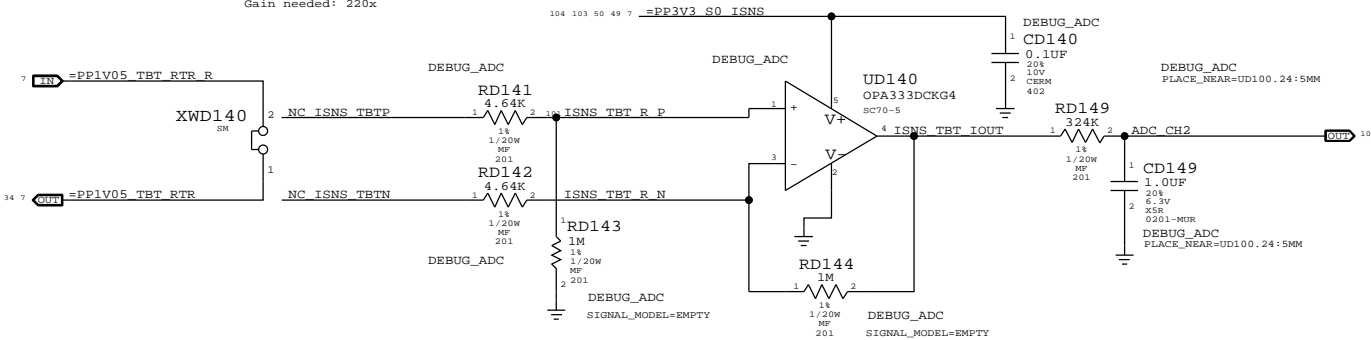 Gain needed: 220x
104 103 50 49 7 =PP3V3_S0_ISNS
DEBUG_ADC
1 CD140
0.1UF
20%
10V
2 CERM
402
7 IN =PP1V05_TBT_RTR_R
DEBUG_ADC
DEBUG_ADC
UD140
OPA333DCKG4
SC70-5
DEBUG_ADC
PLACE_NEAR=UD100.24:5MM
XWD140
SM
2
1
NC_ISNS_TBTP
RD141
4.64K
1 2
1%
1/20W
MF
201
ISNS_TBT_R_P
1 +
5
V+
3 -
V-
2
4 ISNS_TBT_IOUT
RD149
324K
1 2
1%
1/20W
MF
201
ADC_CH2
OUT 10
34 7 OUT =PP1V05_TBT_RTR
NC_ISNS_TBTN
RD142
4.64K
1 2
1%
1/20W
MF
201
ISNS_TBT_R_N
1 CD149
1.0UF
20%
6.3V
2 X5R
0201-MUR
DEBUG_ADC
PLACE_NEAR=UD100.24:5MM
DEBUG_ADC
1 RD143
1M
1%
1/20W
MF
2 201
DEBUG_ADC
SIGNAL_MODEL=EMPTY
RD144
1M
1 2
1%
1/20W
MF
201
DEBUG_ADC
SIGNAL_MODEL=EMPTY